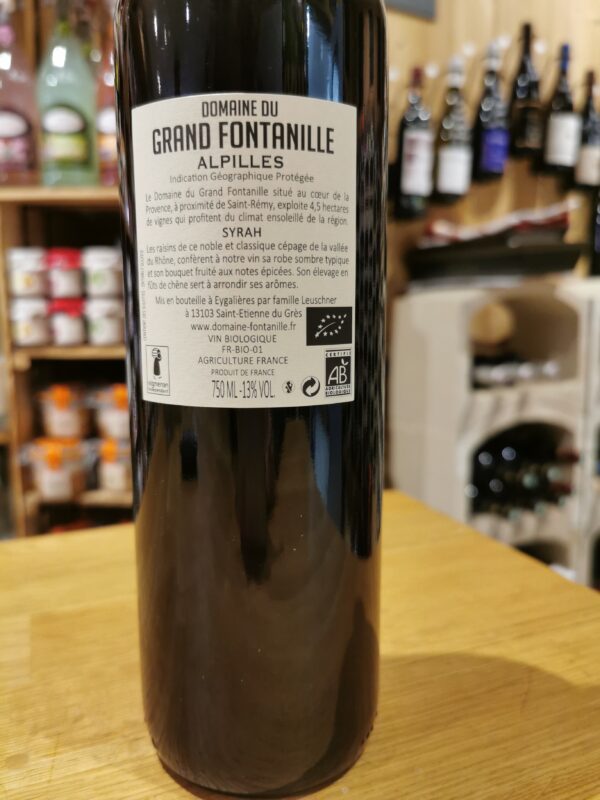 DOMAINE DU
GRAND FONTANILLE
ALPILLES
Indication Géographique Protégée
Le Domaine du Grand Fontanille situé au cœur de la
Provence, à proximité de Saint-Rémy, exploite 4,5 hectares
de vignes qui profitent du climat ensoleillé de la région.
SYRAH
Les raisins de ce noble et classique cépage de la vallée
du Rhône, confèrent à notre vin sa robe sombre typique
et son bouquet fruité aux notes épicées. Son élevage en
fûts de chêne sert à arrondir ses arômes.
Mis en bouteille à Eygalières par famille Leuschner
à 13103 Saint-Etienne du Grès
www.domaine-fontanille.fr
VIN BIOLOGIQUE
FR-BIO-01
AGRICULTURE FRANCE
PRODUIT DE FRANCE
750 ML -13% VOL.
CERTIFIÉ
AB
AGRICULTURE
BIOLOGIQUE